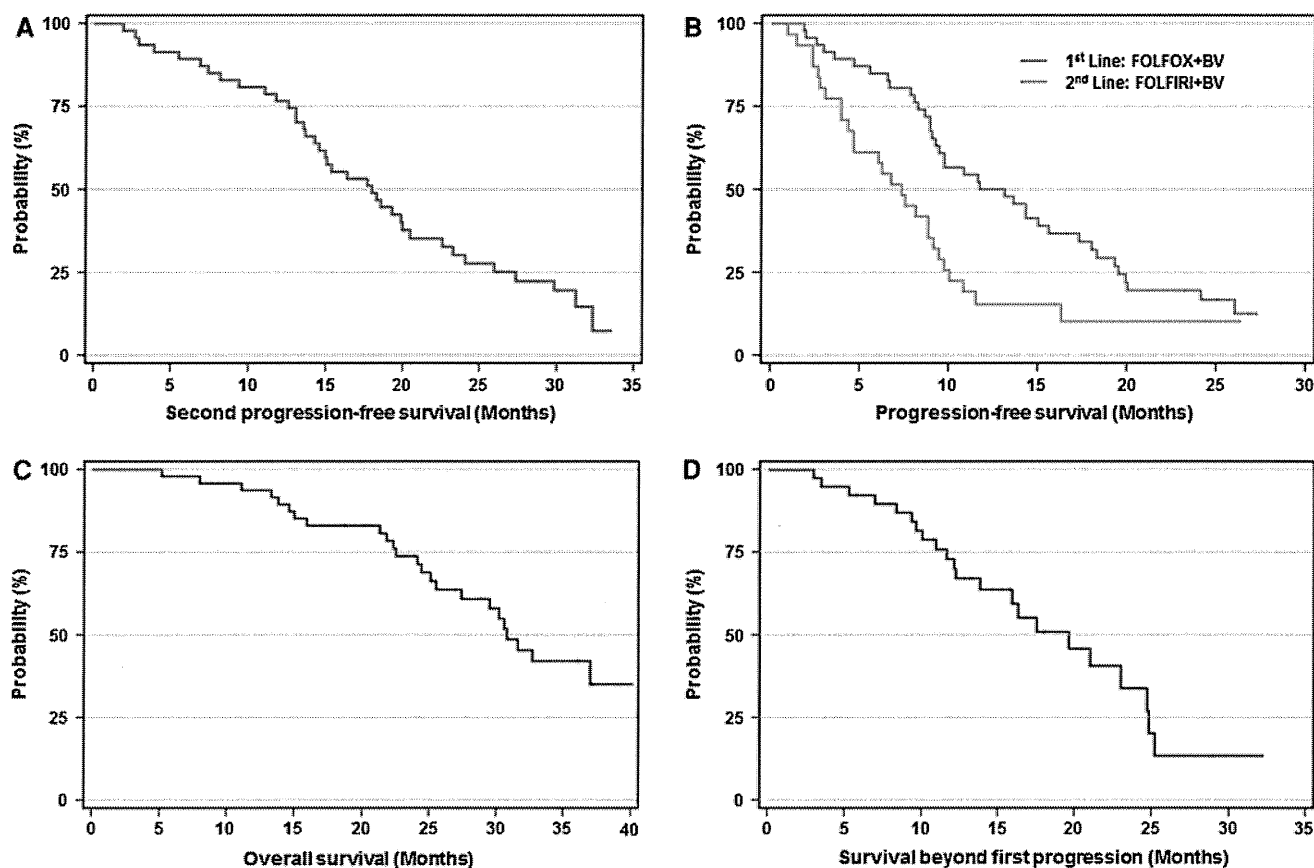 A
100
75
50
25
0
Probability (%)
0 5 10 15 20 25 30 35
Second progression-free survival (Months)
B
100
75
50
25
0
Probability (%)
1st Line: FOLFOX+BV
2nd Line: FOLFIRI+BV
0 5 10 15 20 25 30
Progression-free survival (Months)
C
100
75
50
25
0
Probability (%)
0 5 10 15 20 25 30 35 40
Overall survival (Months)
D
100
75
50
25
0
Probability (%)
0 5 10 15 20 25 30 35
Survival beyond first progression (Months)